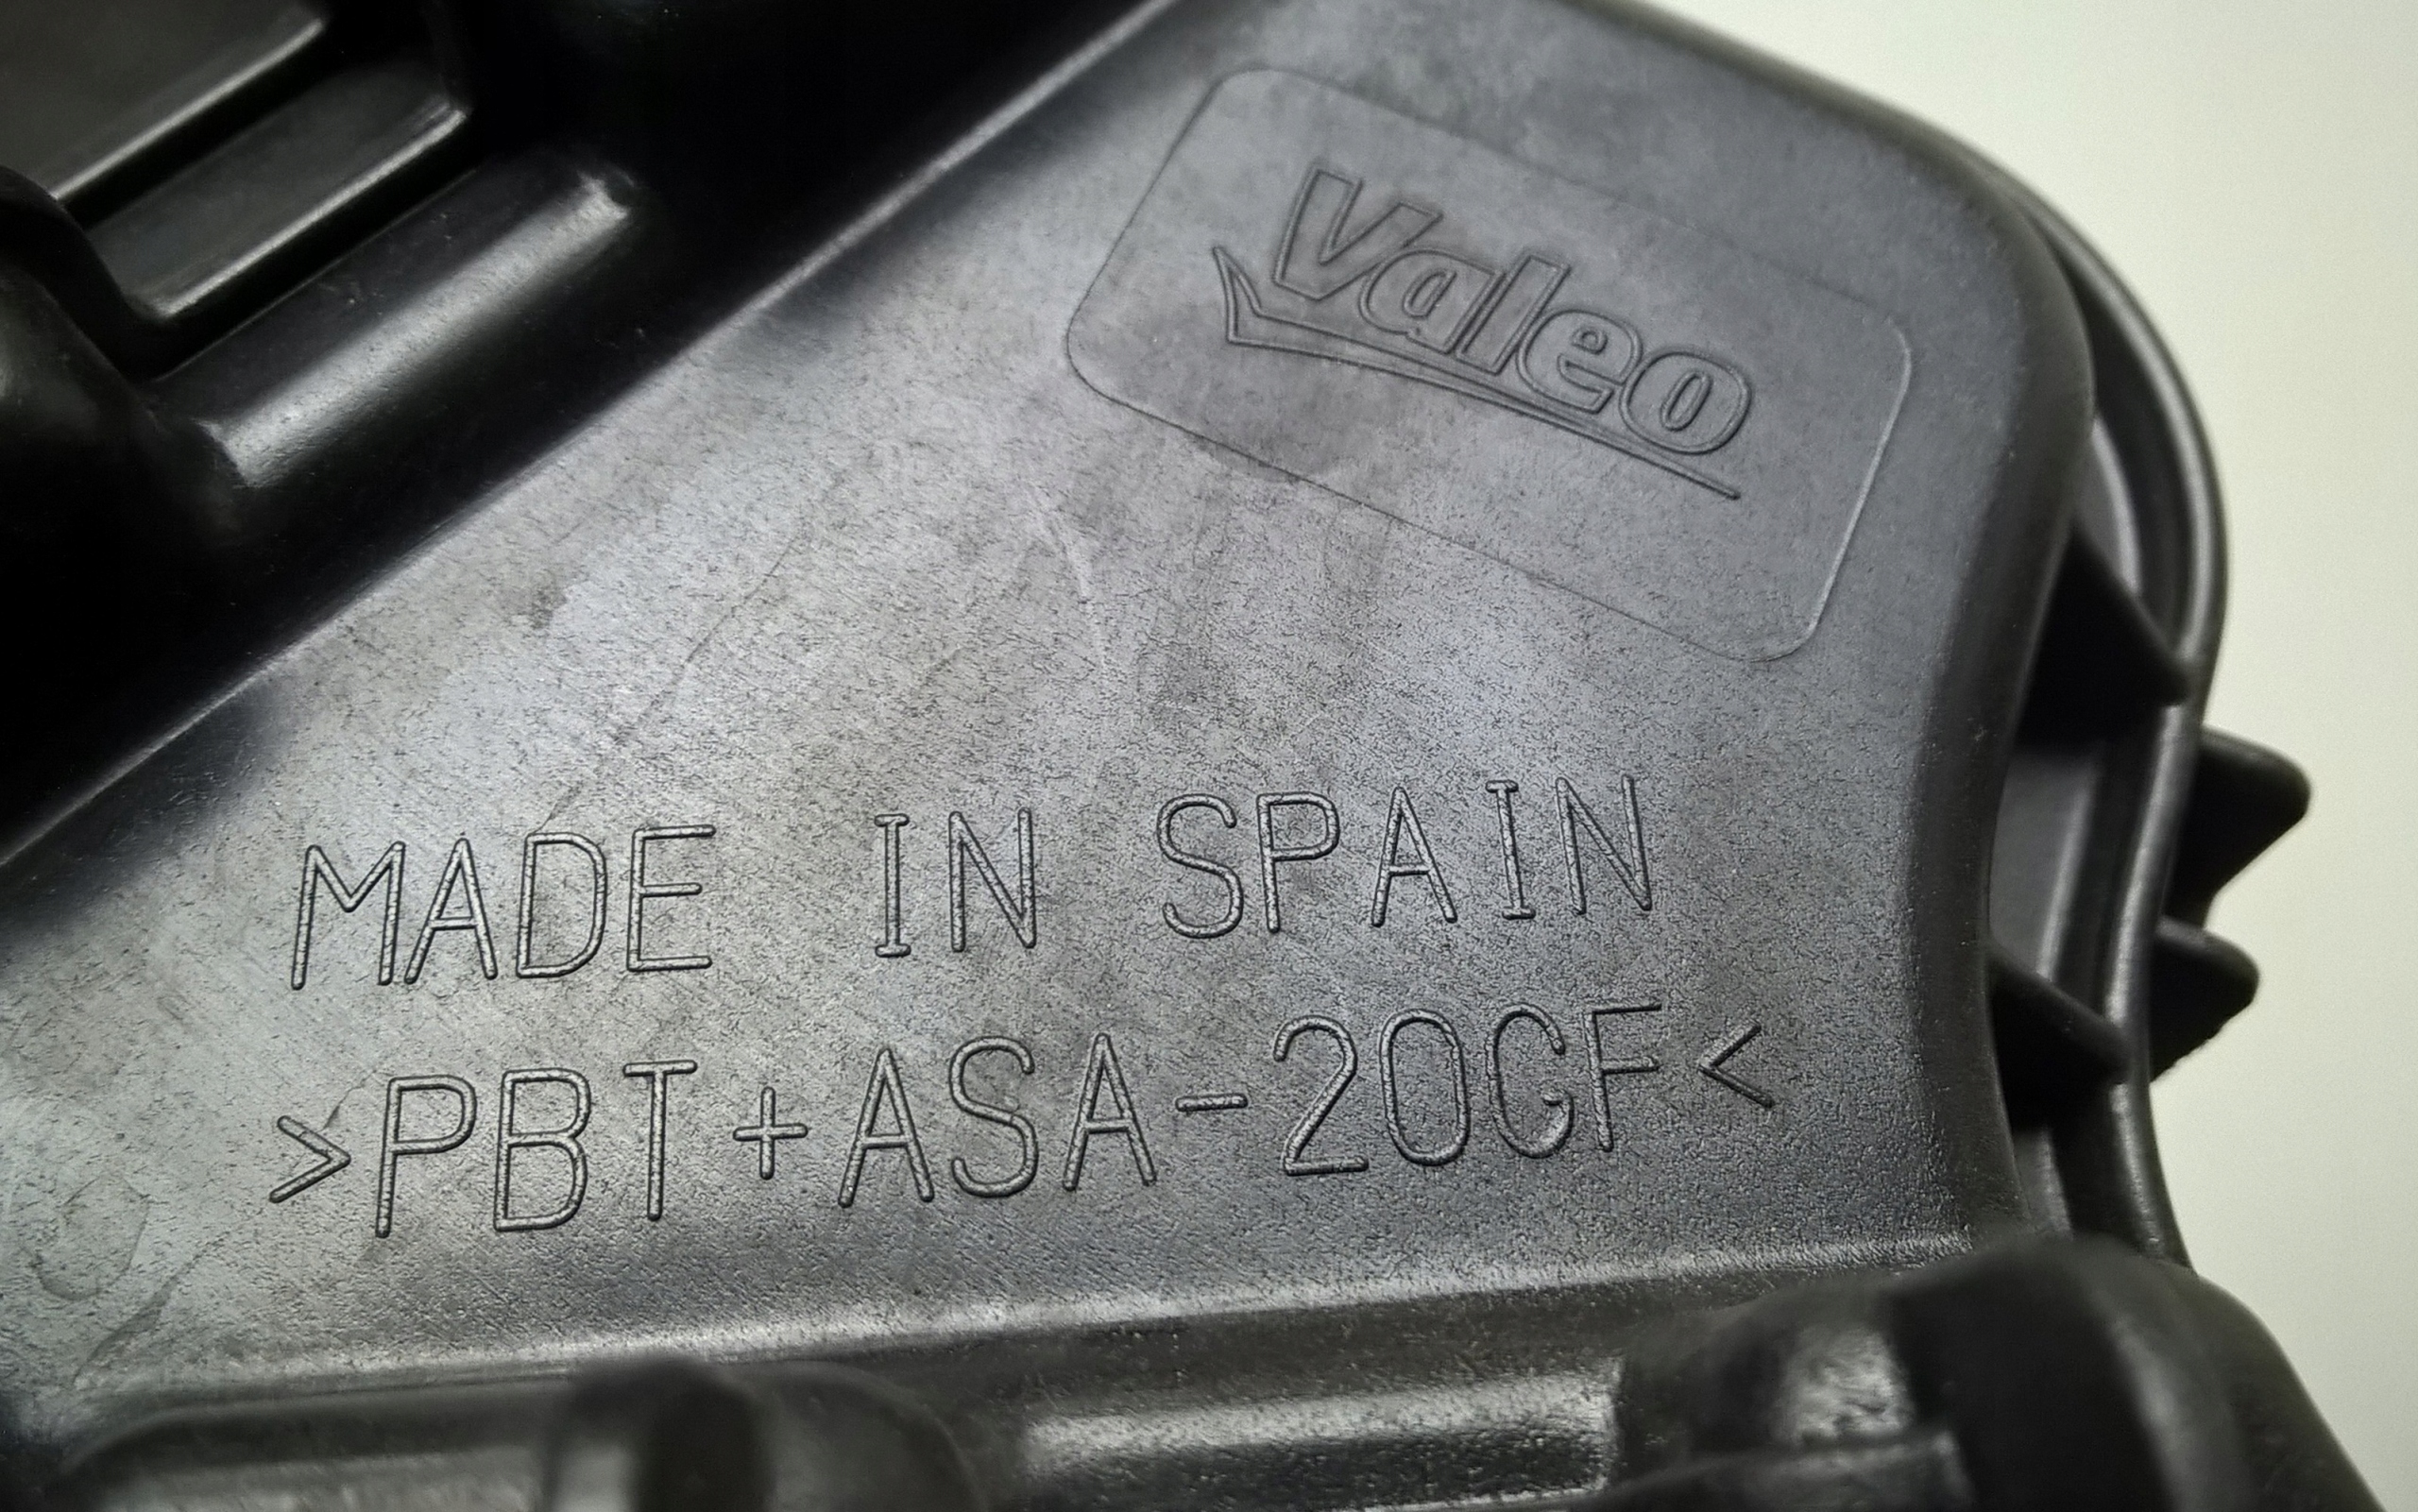 Valeo
MADE IN SPAIN
>PBT+ASA-20GF<